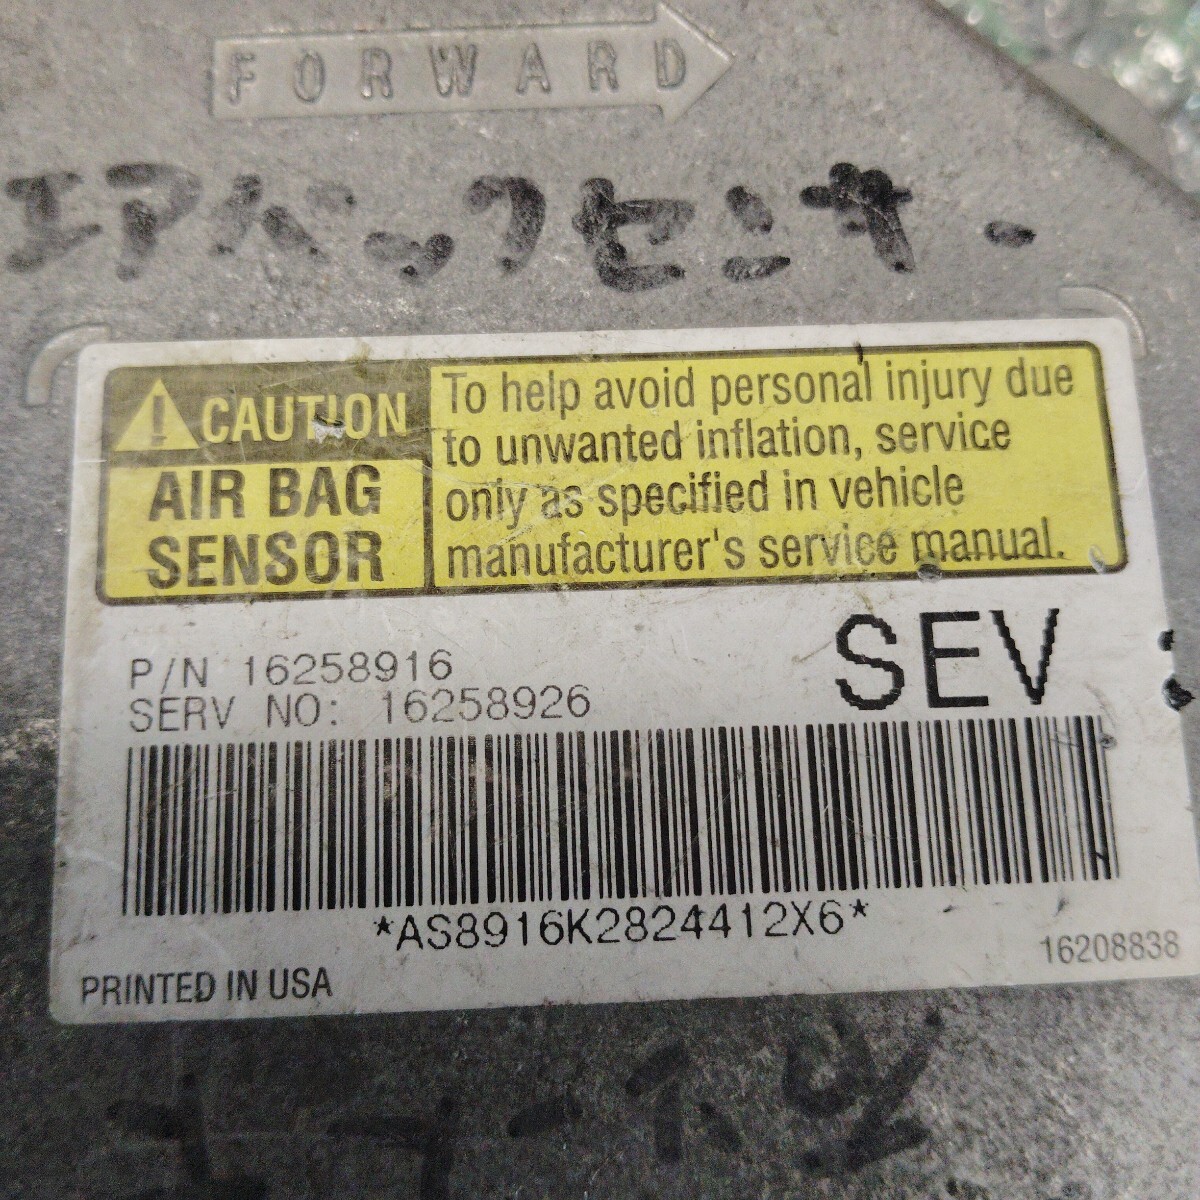 FORWARD
エアバックセンサー
CAUTION
AIR BAG
SENSOR
To help avoid personal injury due
to unwanted inflation, service
only as specified in vehicle
manufacturer's service manual.
P/N 16258916
SERV NO: 16258926
SEV
*AS8916K2824412X6*
PRINTED IN USA
16208838